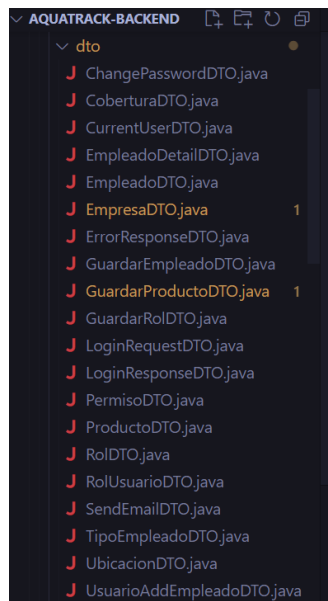 AQUATRACK-BACKEND
dto
J ChangePasswordDTO.java
J CoberturaDTO.java
J CurrentUserDTO.java
J EmpleadoDetailDTO.java
J EmpleadoDTO.java
J EmpresaDTO.java 1
J ErrorResponseDTO.java
J GuardarEmpleadoDTO.java
J GuardarProductoDTO.java 1
J GuardarRolDTO.java
J LoginRequestDTO.java
J LoginResponseDTO.java
J PermisoDTO.java
J ProductoDTO.java
J RolDTO.java
J RolUsuarioDTO.java
J SendEmailDTO.java
J TipoEmpleadoDTO.java
J UbicacionDTO.java
J UsuarioAddEmpleadoDTO.java